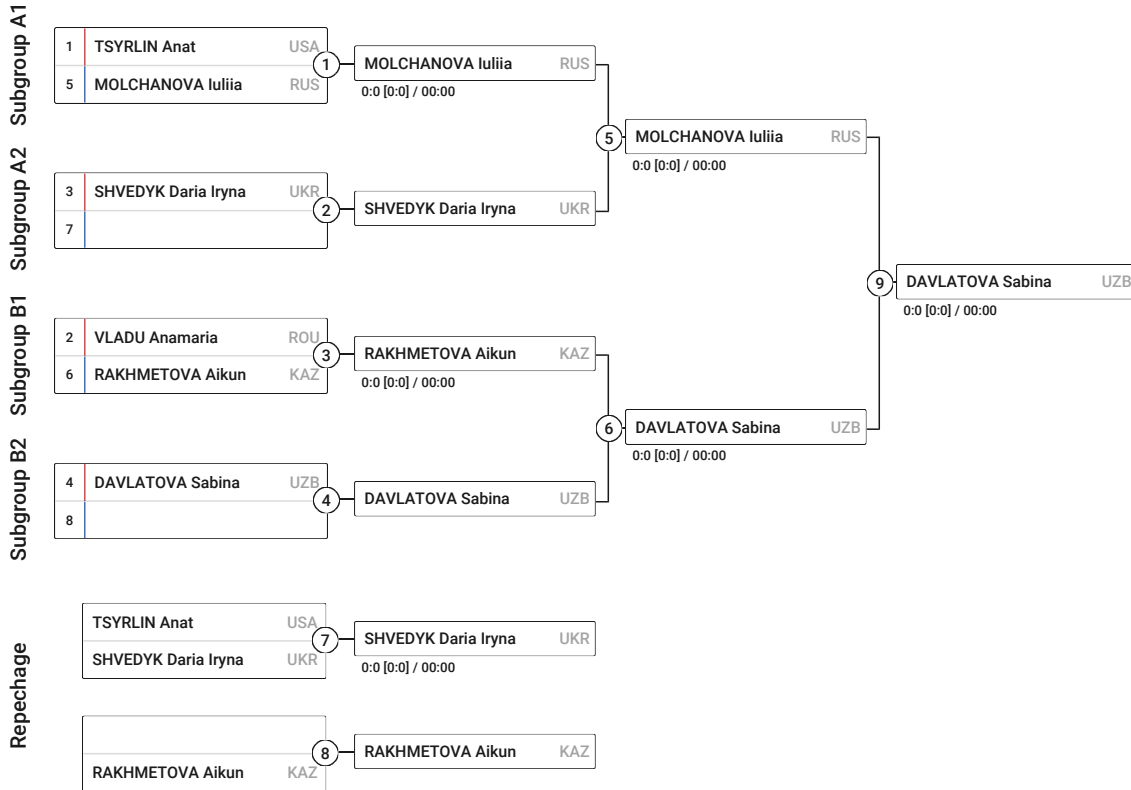 Subgroup A1
1 TSYRLIN Anat USA
5 MOLCHANOVA Iuliia RUS
1
MOLCHANOVA Iuliia RUS
0:0 [0:0] / 00:00
Subgroup A2
3 SHVEDYK Daria Iryna UKR
7
2
SHVEDYK Daria Iryna UKR
5
MOLCHANOVA Iuliia RUS
0:0 [0:0] / 00:00
Subgroup B1
2 VLADU Anamaria ROU
6 RAKHMETOVA Aikun KAZ
3
RAKHMETOVA Aikun KAZ
0:0 [0:0] / 00:00
Subgroup B2
4 DAVLATOVA Sabina UZB
8
4
DAVLATOVA Sabina UZB
6
DAVLATOVA Sabina UZB
0:0 [0:0] / 00:00
9
DAVLATOVA Sabina UZB
0:0 [0:0] / 00:00
Repechage
TSYRLIN Anat USA
SHVEDYK Daria Iryna UKR
7
SHVEDYK Daria Iryna UKR
0:0 [0:0] / 00:00
RAKHMETOVA Aikun KAZ
8
RAKHMETOVA Aikun KAZ